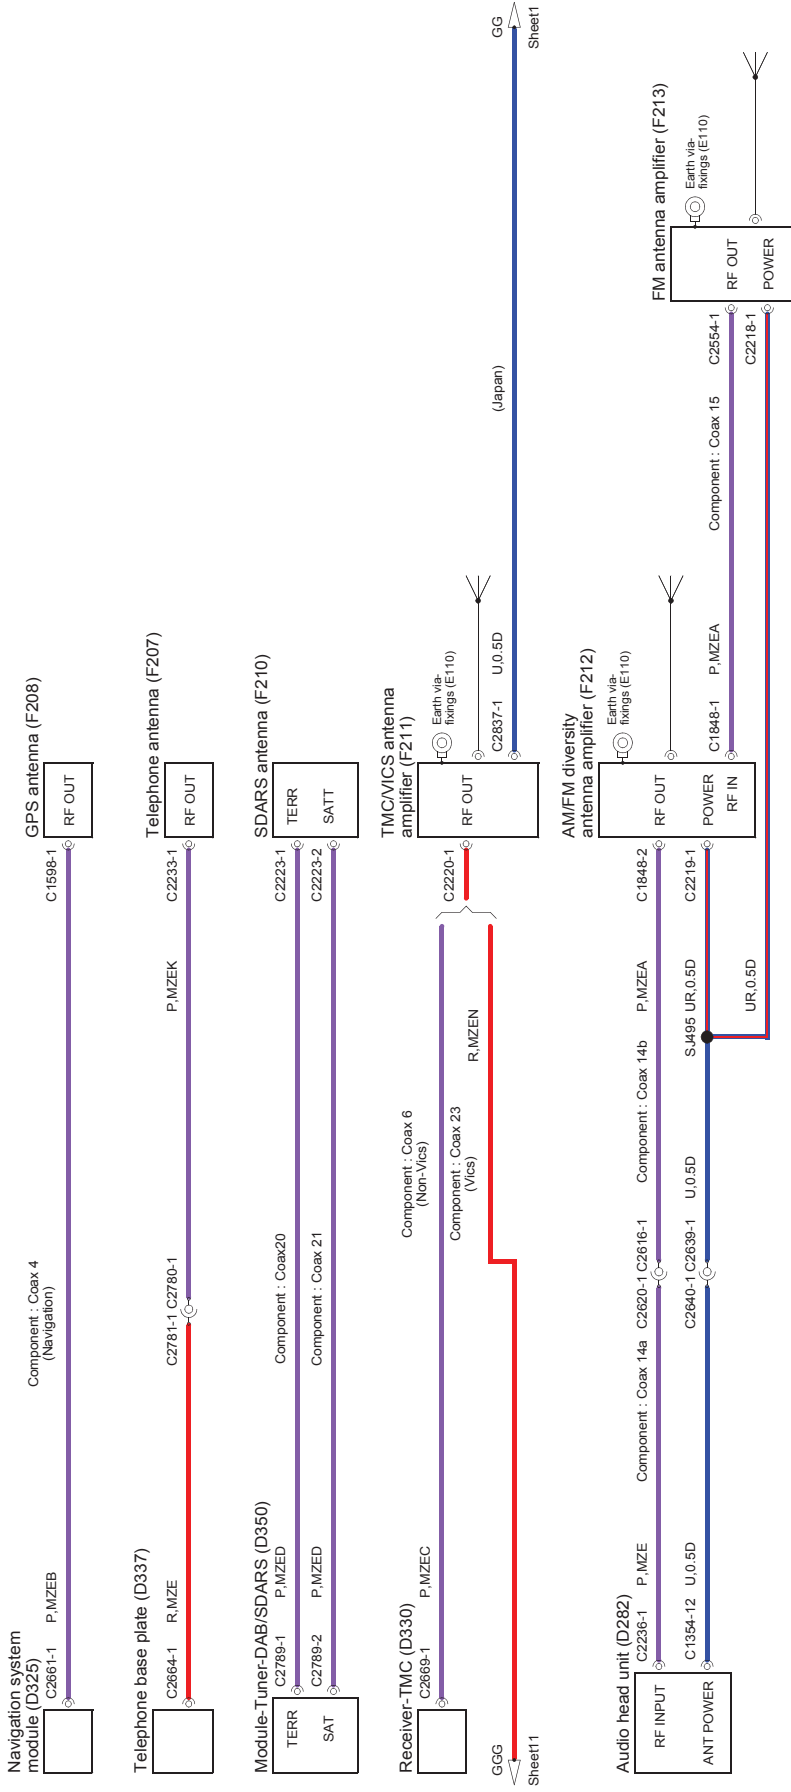 Navigation system
module (D325)
C2661-1
P,MZEB
Component : Coax 4
(Navigation)
C1598-1
GPS antenna (F208)
RF OUT
Telephone base plate (D337)
C2664-1
R,MZE
C2781-1
C2780-1
P,MZEK
C2233-1
Telephone antenna (F207)
RF OUT
Module-Tuner-DAB/SDARS (D350)
TERR
C2789-1
P,MZED
Component : Coax20
C2223-1
SDARS antenna (F210)
TERR
SAT
C2789-2
P,MZED
Component : Coax 21
C2223-2
SATT
Receiver-TMC (D330)
C2669-1
P,MZEC
Component : Coax 6
(Non-Vics)
Component : Coax 23
(Vics)
R,MZEN
C2220-1
TMC/VICS antenna
amplifier (F211)
RF OUT
Earth via-
fixings (E110)
C2837-1
U,0.5D
(Japan)
GG
Sheet1
GGG
Sheet11
Audio head unit (D282)
RF INPUT
C2236-1
P,MZE
Component : Coax 14a
C2620-1
C2616-1
Component : Coax 14b
P,MZEA
C1848-2
AM/FM diversity
antenna amplifier (F212)
RF OUT
Earth via-
fixings (E110)
ANT POWER
C1354-12
U,0.5D
C2640-1
C2639-1
U,0.5D
SJ495
UR,0.5D
C2219-1
POWER
RF IN
C1848-1
P,MZEA
Component : Coax 15
C2554-1
FM antenna amplifier (F213)
RF OUT
Earth via-
fixings (E110)
UR,0.5D
C2218-1
POWER